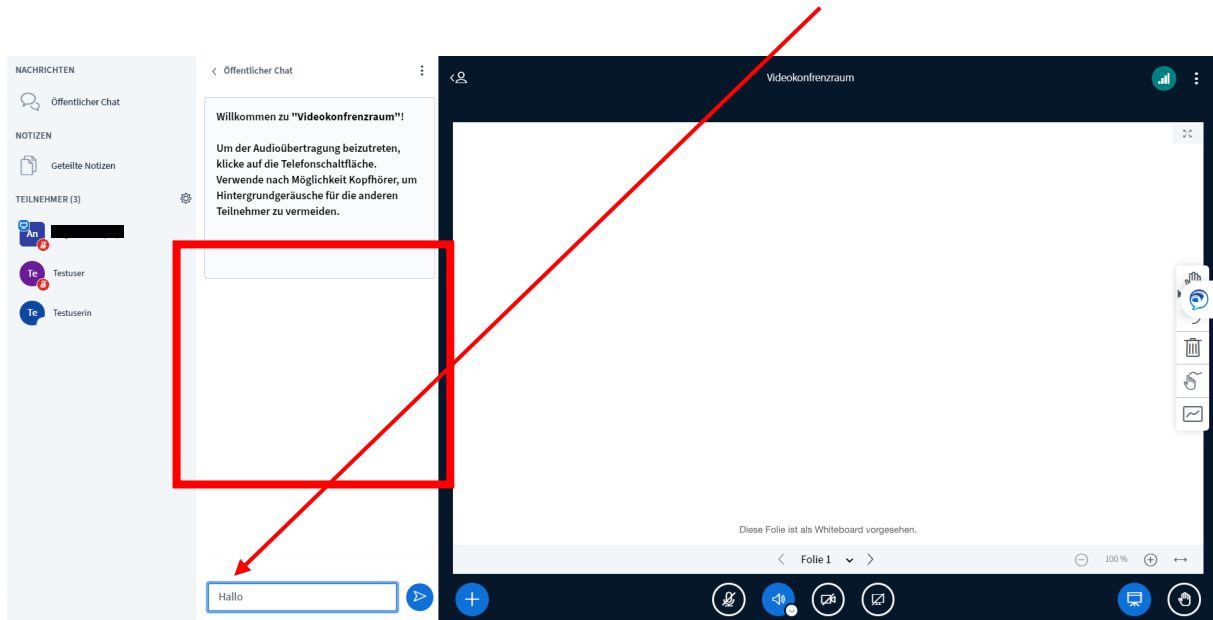 NACHRICHTEN
Öffentlicher Chat
NOTIZEN
Geteilte Notizen
TEILNEHMER (3)
An
Te Testuser
Te Testuserin
Öffentlicher Chat
Willkommen zu "Videokonfrenzraum"!
Um der Audioübertragung beizutreten,
klicke auf die Telefonschaltfläche.
Verwende nach Möglichkeit Kopfhörer, um
Hintergrundgeräusche für die anderen
Teilnehmer zu vermeiden.
Hallo
Videokonfrenzraum
Diese Folie ist als Whiteboard vorgesehen.
Folie 1
100 %